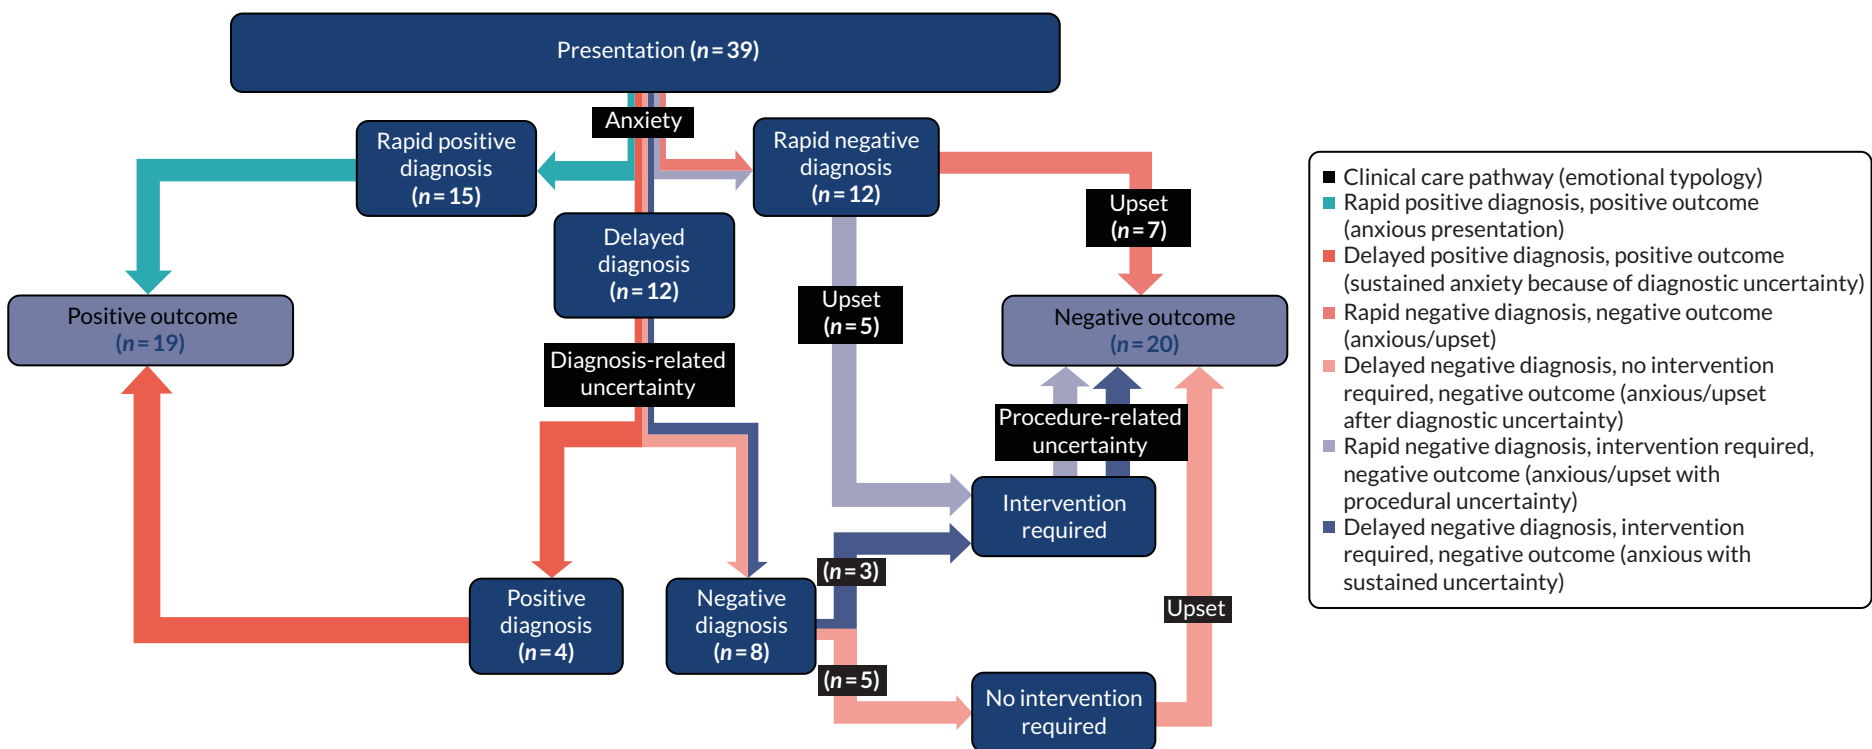 Presentation (n = 39)
Anxiety
Rapid positive
diagnosis
(n = 15)
Rapid negative
diagnosis
(n = 12)
Delayed
diagnosis
(n = 12)
Upset
(n = 7)
Upset
(n = 5)
Positive outcome
(n = 19)
Negative outcome
(n = 20)
Diagnosis-related
uncertainty
Procedure-related
uncertainty
Intervention
required
(n = 3)
Positive
diagnosis
(n = 4)
Negative
diagnosis
(n = 8)
Upset
(n = 5)
No intervention
required
Clinical care pathway (emotional typology)
Rapid positive diagnosis, positive outcome
(anxious presentation)
Delayed positive diagnosis, positive outcome
(sustained anxiety because of diagnostic uncertainty)
Rapid negative diagnosis, negative outcome
(anxious/upset)
Delayed negative diagnosis, no intervention
required, negative outcome (anxious/upset
after diagnostic uncertainty)
Rapid negative diagnosis, intervention required,
negative outcome (anxious/upset with
procedural uncertainty)
Delayed negative diagnosis, intervention
required, negative outcome (anxious with
sustained uncertainty)